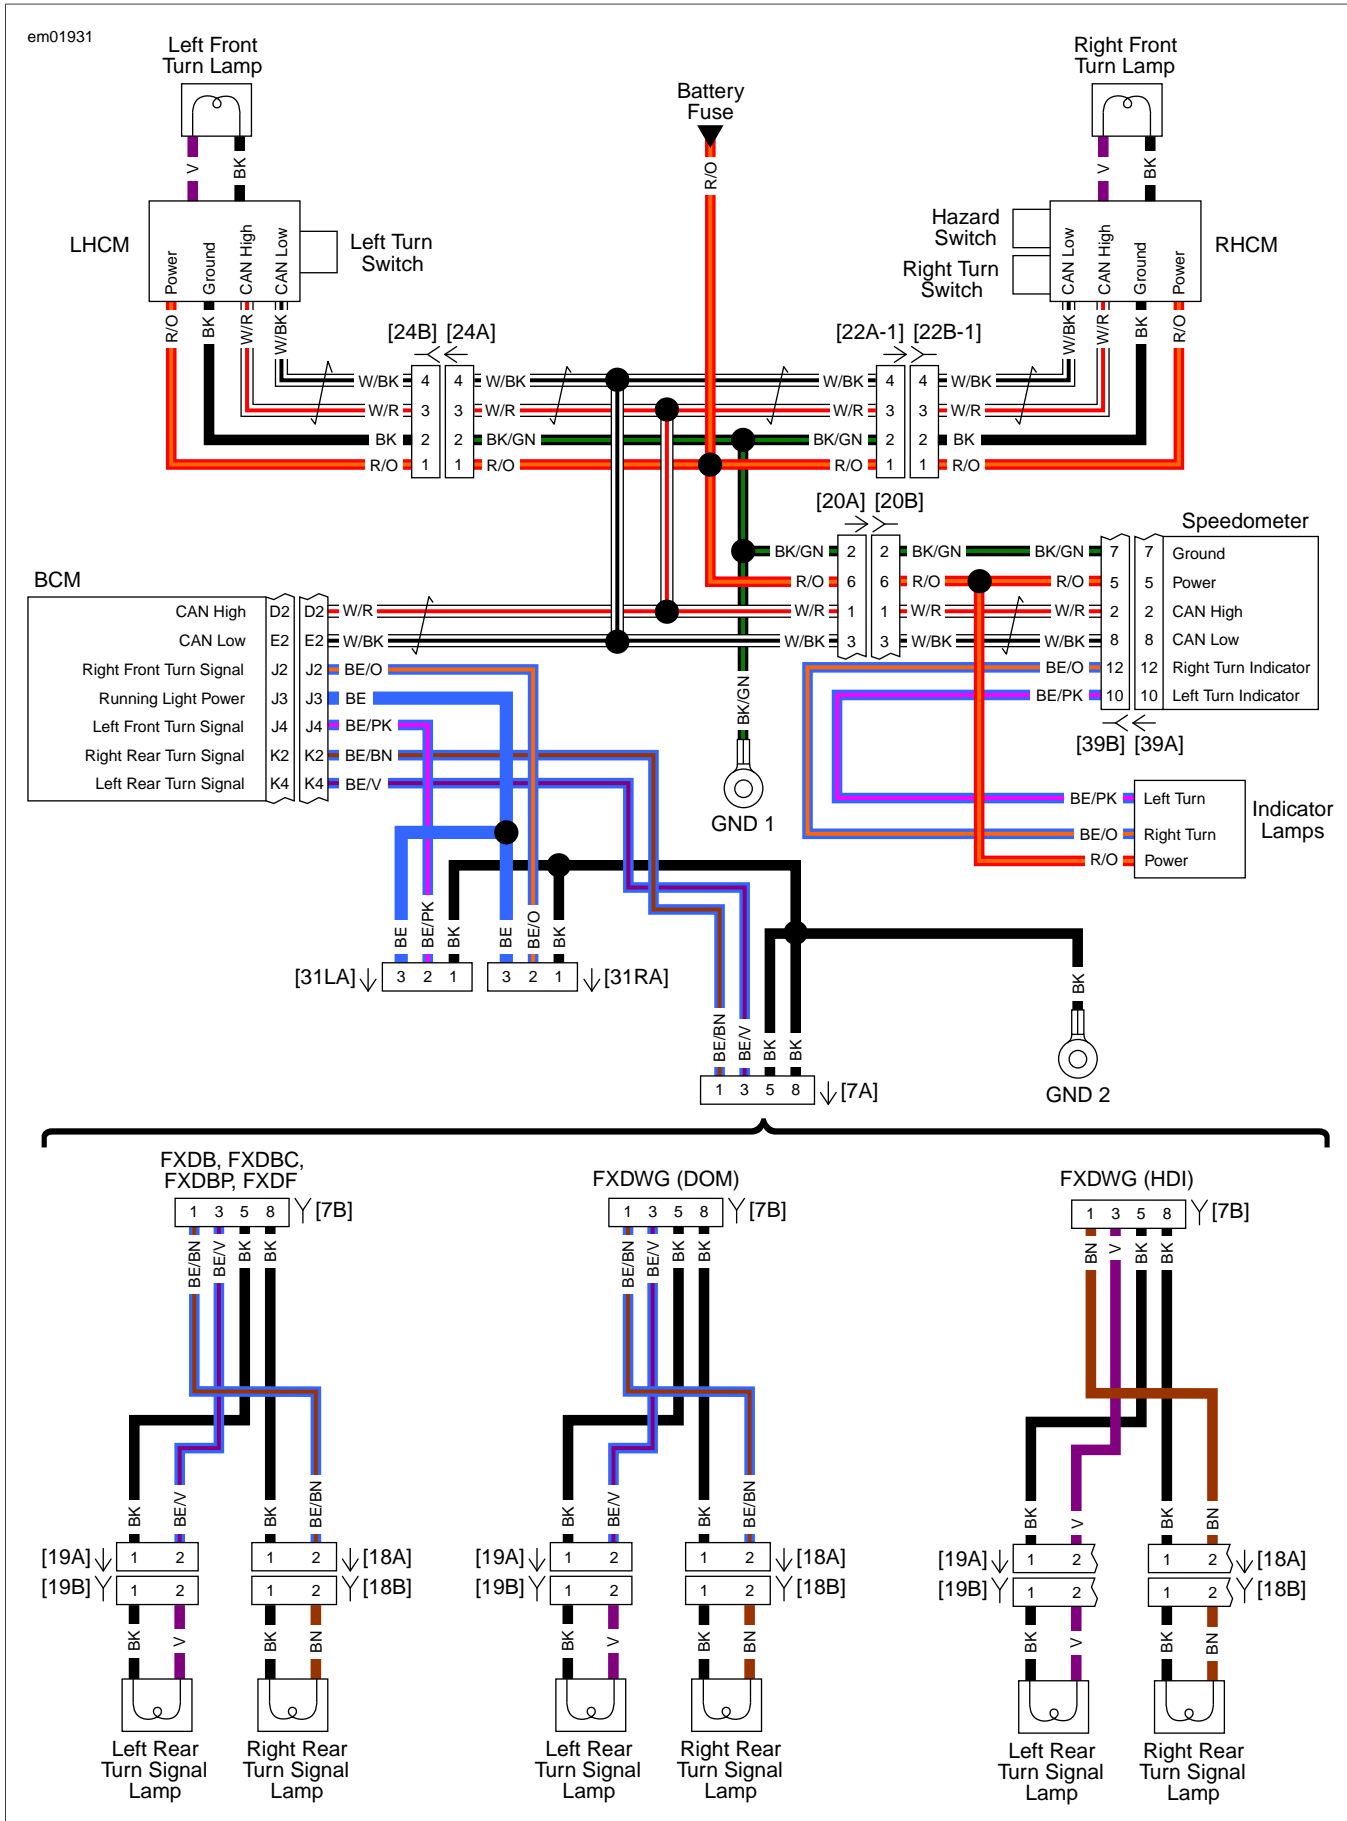 em01931
Left Front
Turn Lamp
Battery
Fuse
Right Front
Turn Lamp
V
BK
R/O
V
BK
LHCM
Power
Ground
CAN High
CAN Low
Left Turn
Switch
Hazard
Switch
Right Turn
Switch
CAN Low
CAN High
Ground
Power
RHCM
R/O
BK
W/R
W/BK
[24B] [24A]
[22A-1] [22B-1]
W/BK
W/R
BK
R/O
W/BK 4 4 W/BK W/BK 4 4 W/BK
W/R 3 3 W/R W/R 3 3 W/R
BK 2 2 BK/GN BK/GN 2 2 BK
R/O 1 1 R/O R/O 1 1 R/O
[20A] [20B]
Speedometer
BK/GN 2 2 BK/GN BK/GN 7 7 Ground
R/O 6 6 R/O R/O 5 5 Power
W/R 1 1 W/R W/R 2 2 CAN High
W/BK 3 3 W/BK W/BK 8 8 CAN Low
BE/O 12 12 Right Turn Indicator
BE/PK 10 10 Left Turn Indicator
[39B] [39A]
BCM
CAN High D2 D2 W/R
CAN Low E2 E2 W/BK
Right Front Turn Signal J2 J2 BE/O
Running Light Power J3 J3 BE
Left Front Turn Signal J4 J4 BE/PK
Right Rear Turn Signal K2 K2 BE/BN
Left Rear Turn Signal K4 K4 BE/V
BK/GN
GND 1
BE/PK Left Turn
BE/O Right Turn
R/O Power
Indicator
Lamps
BE
BE/PK
BK
BE
BE/O
BK
[31LA] 3 2 1
3 2 1 [31RA]
BK
GND 2
BE/BN
BE/V
BK
BK
1 3 5 8 [7A]
FXDB, FXDBC,
FXDBP, FXDF
1 3 5 8 [7B]
BE/BN
BE/V
BK
BK
BK
BE/V
BK
BE/BN
[19A] 1 2 1 2 [18A]
[19B] 1 2 1 2 [18B]
BK
V
BK
BN
Left Rear
Turn Signal
Lamp
Right Rear
Turn Signal
Lamp
FXDWG (DOM)
1 3 5 8 [7B]
BE/BN
BE/V
BK
BK
BK
BE/V
BK
BE/BN
[19A] 1 2 1 2 [18A]
[19B] 1 2 1 2 [18B]
BK
V
BK
BN
Left Rear
Turn Signal
Lamp
Right Rear
Turn Signal
Lamp
FXDWG (HDI)
1 3 5 8 [7B]
BN
V
BK
BK
BK
V
BK
BN
[19A] 1 2 1 2 [18A]
[19B] 1 2 1 2 [18B]
BK
V
BK
BN
Left Rear
Turn Signal
Lamp
Right Rear
Turn Signal
Lamp